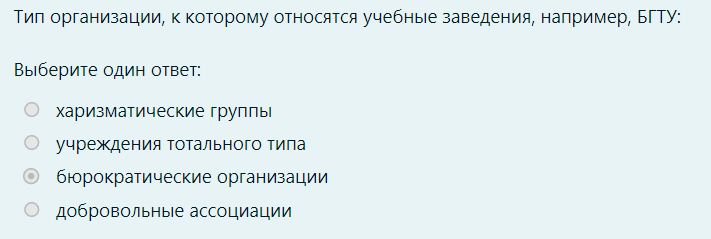 Тип организации, к которому относятся учебные заведения, например, БГТУ:
Выберите один ответ:
харизматические группы
учреждения тотального типа
бюрократические организации
добровольные ассоциации